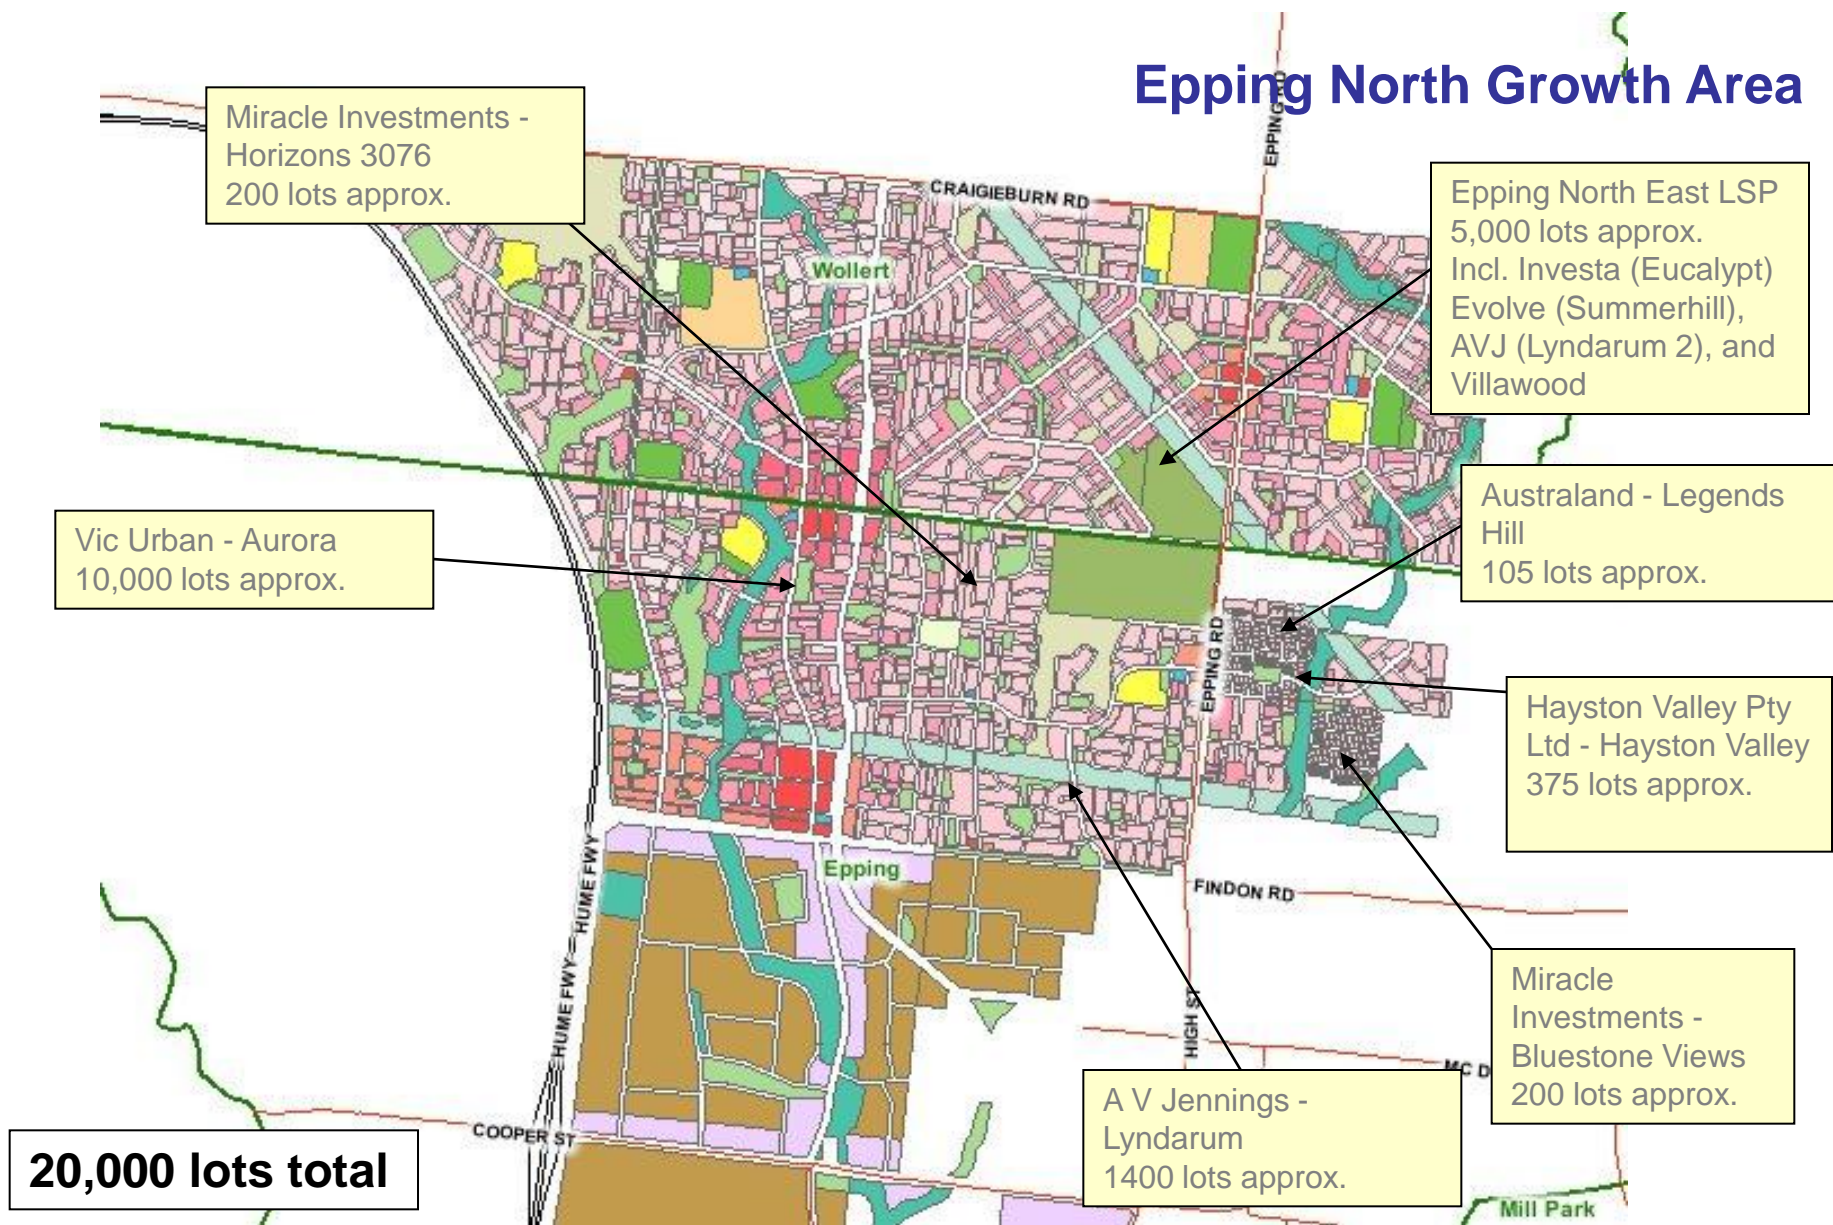 Epping North Growth Area
Miracle Investments -
Horizons 3076
200 lots approx.
EPPING RD
CRAIGIEBURN RD
Wollert
Epping North East LSP
5,000 lots approx.
Incl. Investa (Eucalypt)
Evolve (Summerhill),
AVJ (Lyndarum 2), and
Villawood
Australand - Legends
Hill
105 lots approx.
Vic Urban - Aurora
10,000 lots approx.
EPPING RD
Hayston Valley Pty
Ltd - Hayston Valley
375 lots approx.
HUME FWY
HUME FWY
Epping
FINDON RD
HIGH ST
MC D
Miracle
Investments -
Bluestone Views
200 lots approx.
A V Jennings -
Lyndarum
1400 lots approx.
COOPER ST
20,000 lots total
Mill Park